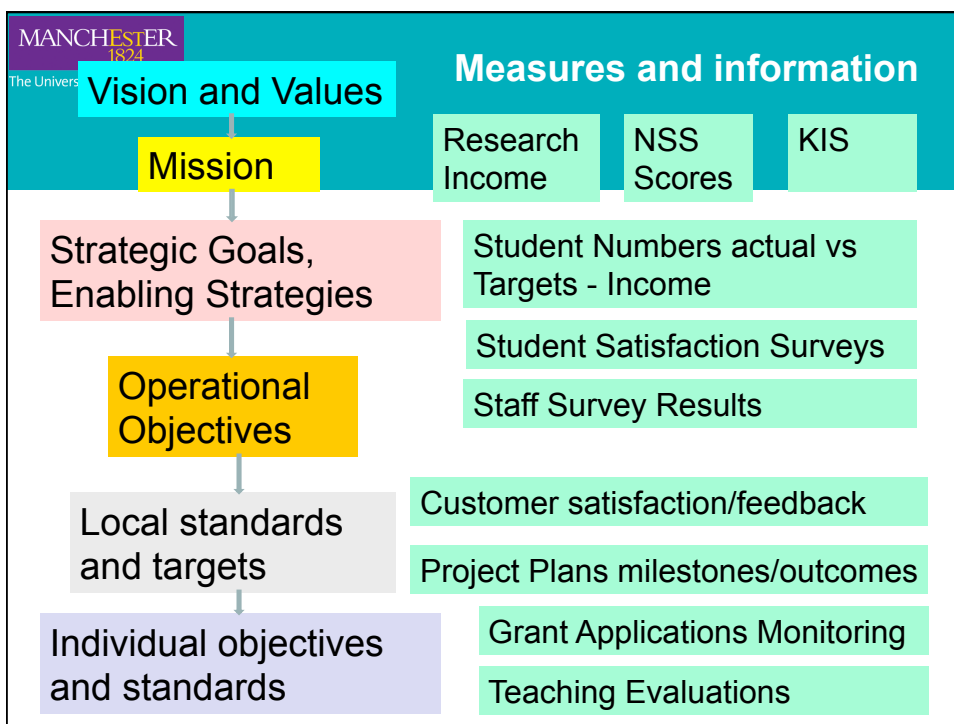 MANCHESTER
1824
The Univers
Measures and information
Vision and Values
Mission
Strategic Goals,
Enabling Strategies
Operational
Objectives
Local standards
and targets
Individual objectives
and standards
Research
Income
NSS
Scores
KIS
Student Numbers actual vs
Targets - Income
Student Satisfaction Surveys
Staff Survey Results
Customer satisfaction/feedback
Project Plans milestones/outcomes
Grant Applications Monitoring
Teaching Evaluations